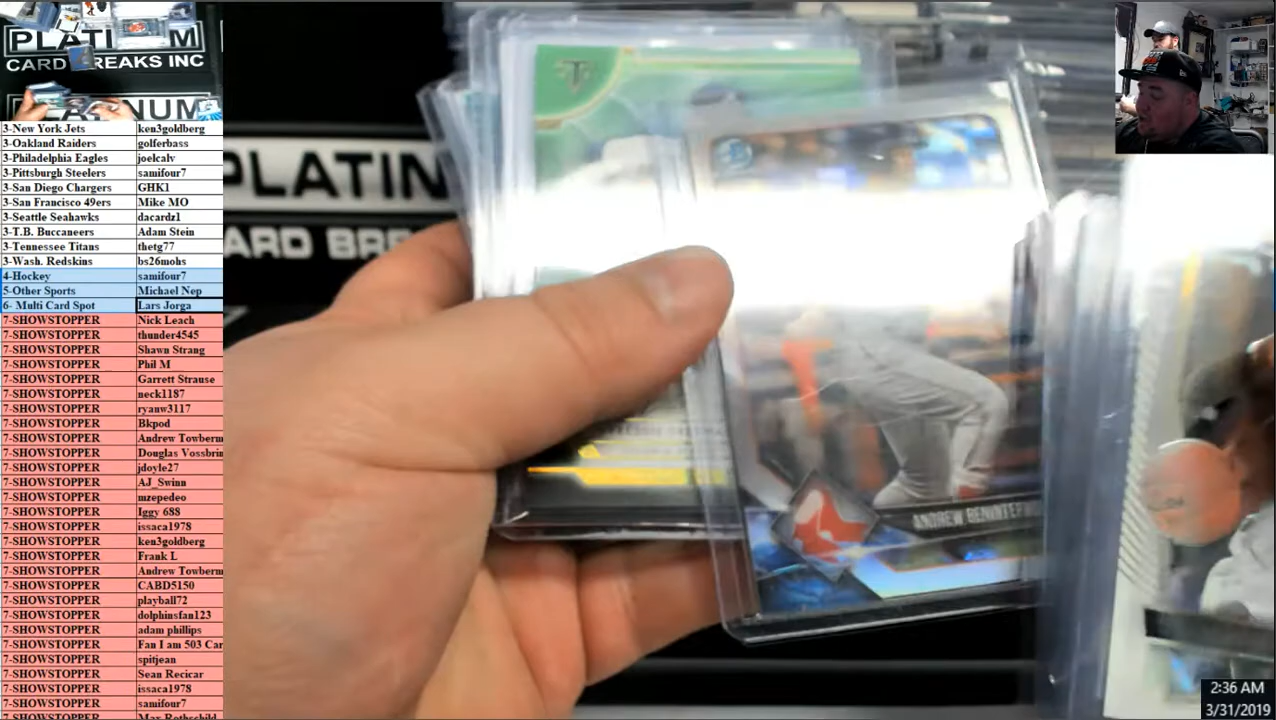 PLATINUM
CARD BREAKS INC
NUM
3-New York Jets ken3goldberg
3-Oakland Raiders golferbass
3-Philadelphia Eagles joelcalv
3-Pittsburgh Steelers samifour7
3-San Diego Chargers GHK1
3-San Francisco 49ers Mike MO
3-Seattle Seahawks dacardz1
3-T.B. Buccaneers Adam Stein
3-Tennessee Titans thetg77
3-Wash. Redskins bs26mohs
4-Hockey samifour7
5-Other Sports Michael Nep
6- Multi Card Spot Lars Jorga
7-SHOWSTOPPER Nick Leach
7-SHOWSTOPPER thunder4545
7-SHOWSTOPPER Shawn Strang
7-SHOWSTOPPER Phil M
7-SHOWSTOPPER Garrett Strause
7-SHOWSTOPPER neck1187
7-SHOWSTOPPER ryanw3117
7-SHOWSTOPPER Bkpod
7-SHOWSTOPPER Andrew Towberm
7-SHOWSTOPPER Douglas Vossbrin
7-SHOWSTOPPER jdoyle27
7-SHOWSTOPPER AJ_Swinn
7-SHOWSTOPPER mzepedeo
7-SHOWSTOPPER Iggy 688
7-SHOWSTOPPER issaca1978
7-SHOWSTOPPER ken3goldberg
7-SHOWSTOPPER Frank L
7-SHOWSTOPPER Andrew Towberm
7-SHOWSTOPPER CABD5150
7-SHOWSTOPPER playball72
7-SHOWSTOPPER dolphinsfan123
7-SHOWSTOPPER adam phillips
7-SHOWSTOPPER Fan I am 503 Car
7-SHOWSTOPPER spitjean
7-SHOWSTOPPER Sean Recicar
7-SHOWSTOPPER issaca1978
7-SHOWSTOPPER samifour7
7-SHOWSTOPPER Max Rothschild
PLATIN
ARD BRE
ANDREW
2:36 AM
3/31/2019